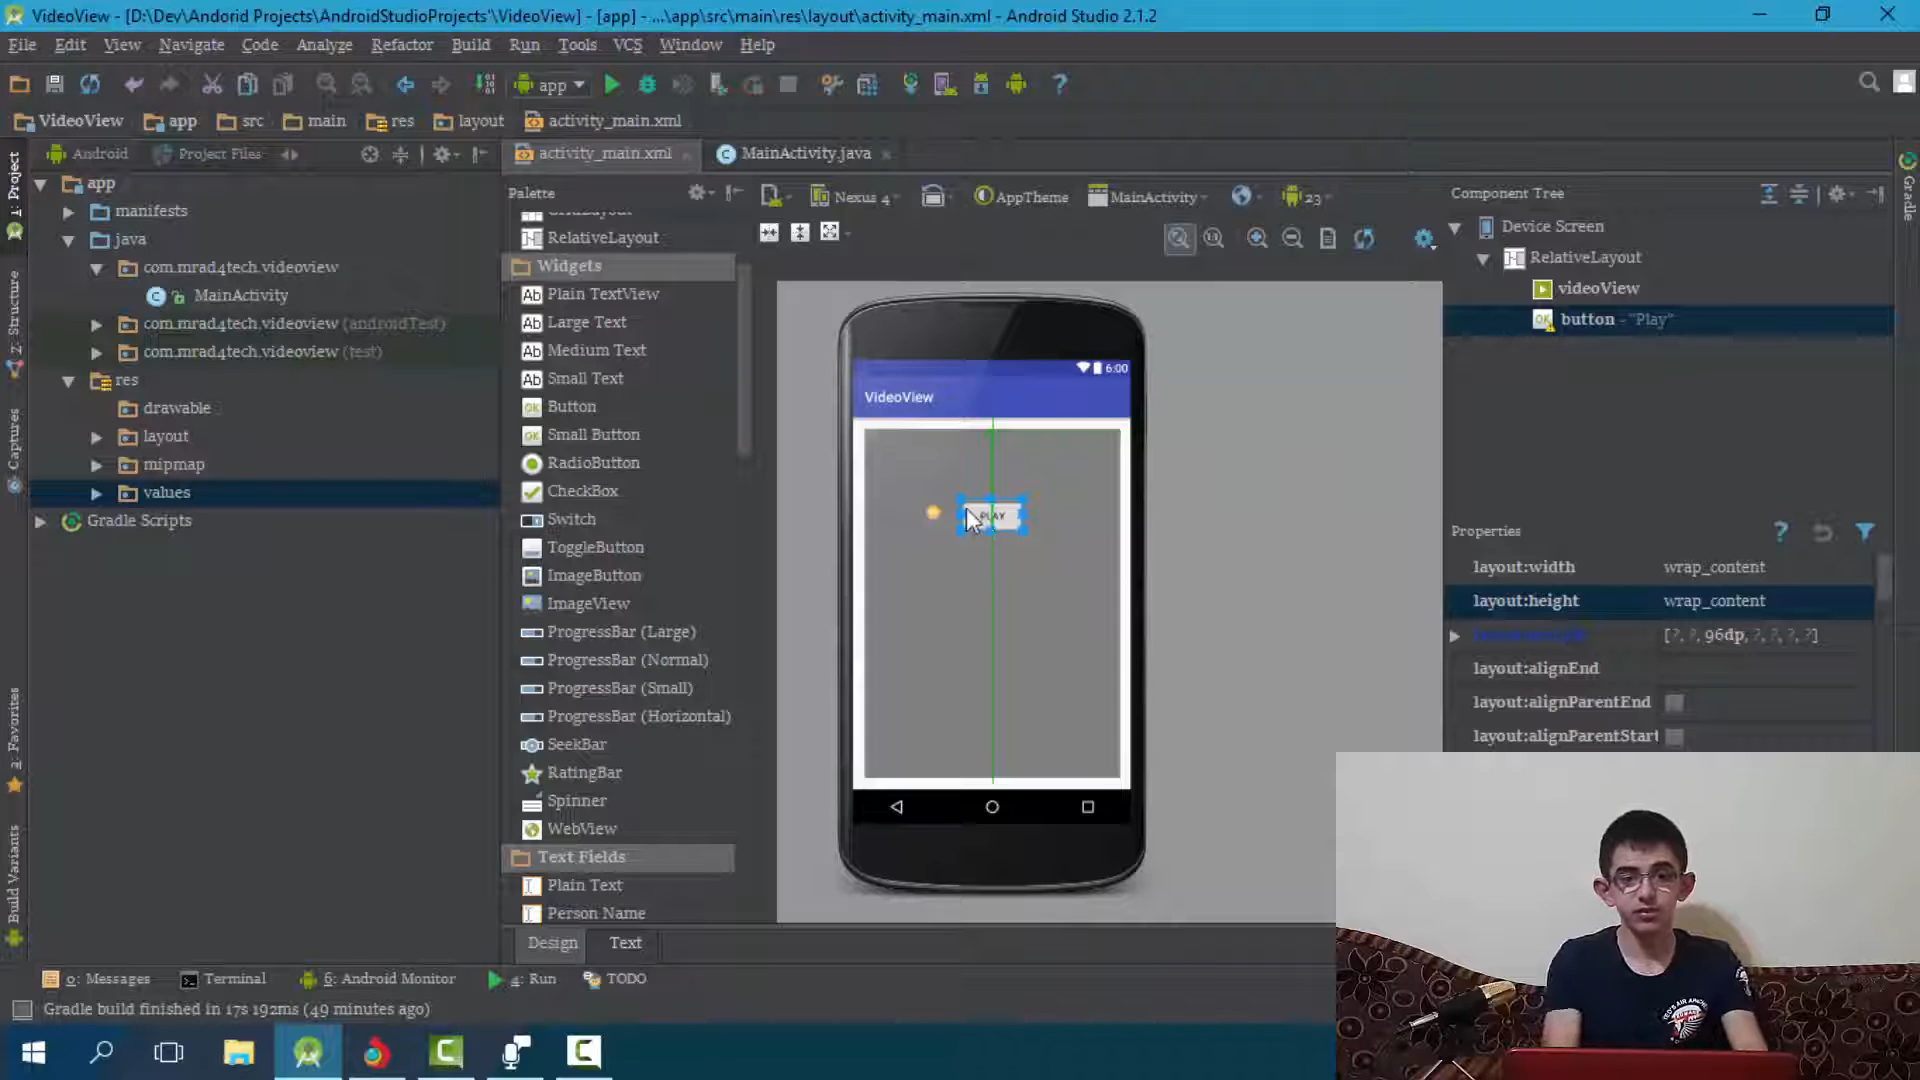 VideoView - [D:\Dev\Andorid Projects\AndroidStudioProjects'\VideoView] - [app] - ...\app\src\main\res\layout\activity_main.xml - Android Studio 2.1.2
File Edit View Navigate Code Analyze Refactor Build Run Tools VCS Window Help
app
VideoView app src main res layout activity_main.xml
Android Project Files
activity_main.xml MainActivity.java
1: Project
Z: Structure
Captures
2: Favorites
Build Variants
Gradle
app
manifests
java
com.mrad4tech.videoview
MainActivity
com.mrad4tech.videoview (androidTest)
com.mrad4tech.videoview (test)
res
drawable
layout
mipmap
values
Gradle Scripts
Palette
RelativeLayout
Widgets
Ab Plain TextView
Ab Large Text
Ab Medium Text
Ab Small Text
OK Button
OK Small Button
RadioButton
CheckBox
Switch
ToggleButton
ImageButton
ImageView
ProgressBar (Large)
ProgressBar (Normal)
ProgressBar (Small)
ProgressBar (Horizontal)
SeekBar
RatingBar
Spinner
WebView
Text Fields
Plain Text
Person Name
Design Text
Nexus 4 AppTheme MainActivity 23
6:00
VideoView
PLAY
Component Tree
Device Screen
RelativeLayout
videoView
button - "Play"
Properties
layout:width wrap_content
layout:height wrap_content
[?, ?, 96dp, ?, ?, ?, ?]
layout:alignEnd
layout:alignParentEnd
layout:alignParentStart
0: Messages Terminal 6: Android Monitor 4: Run TODO
Gradle build finished in 17s 192ms (49 minutes ago)